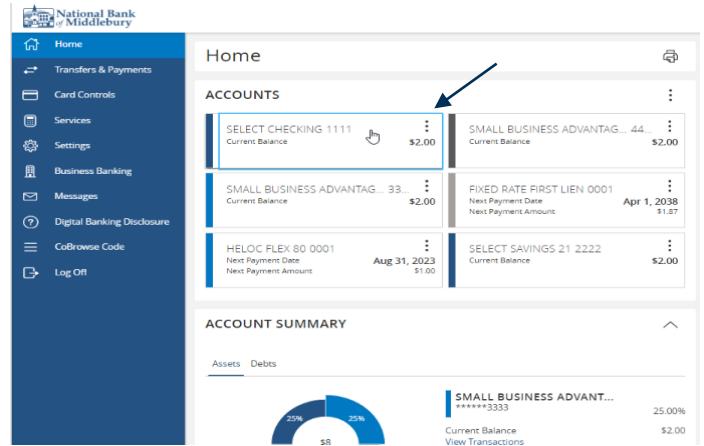 National Bank
of Middlebury
Home
Transfers & Payments
Card Controls
Services
Settings
Business Banking
Messages
Digital Banking Disclosure
CoBrowse Code
Log Off
Home
ACCOUNTS
SELECT CHECKING 1111
Current Balance $2.00
SMALL BUSINESS ADVANTAG... 44...
Current Balance $2.00
SMALL BUSINESS ADVANTAG... 33...
Current Balance $2.00
FIXED RATE FIRST LIEN 0001
Next Payment Date Apr 1, 2038
Next Payment Amount $1.87
HELOC FLEX 80 0001
Next Payment Date Aug 31, 2023
Next Payment Amount $1.00
SELECT SAVINGS 21 2222
Current Balance $2.00
ACCOUNT SUMMARY
Assets Debts
25% 25%
$8
SMALL BUSINESS ADVANT...
******3333 25.00%
Current Balance $2.00
View Transactions